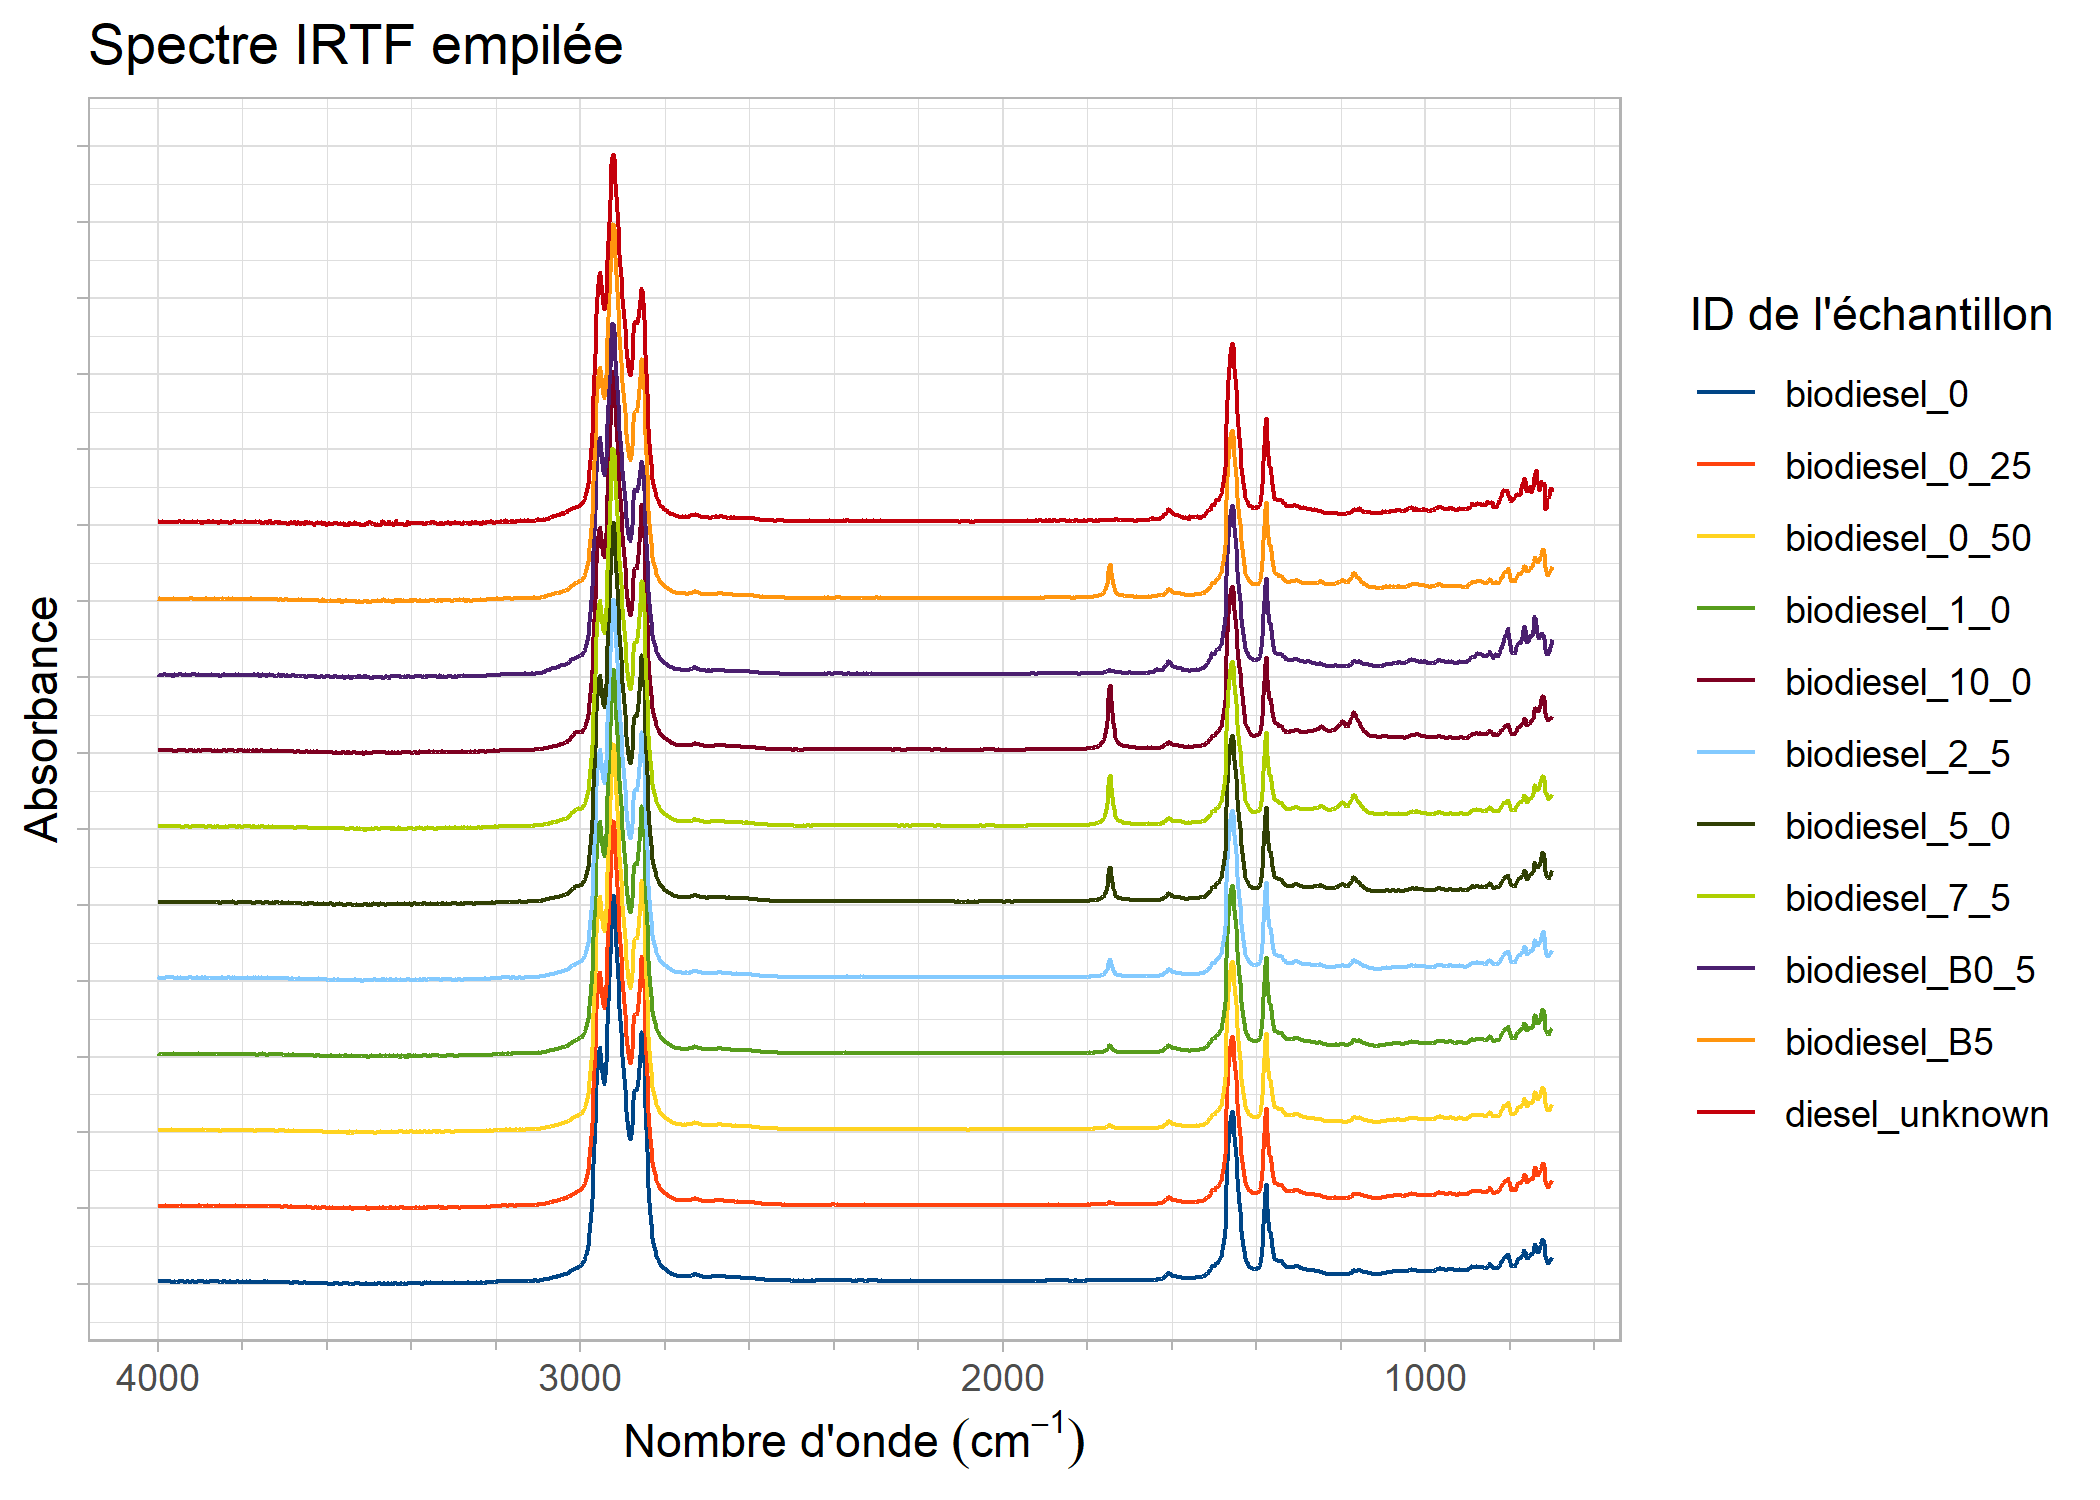 Spectre IRTF empilée
Absorbance
4000
3000
2000
1000
Nombre d'onde (cm⁻¹)
ID de l'échantillon
biodiesel_0
biodiesel_0_25
biodiesel_0_50
biodiesel_1_0
biodiesel_10_0
biodiesel_2_5
biodiesel_5_0
biodiesel_7_5
biodiesel_B0_5
biodiesel_B5
diesel_unknown